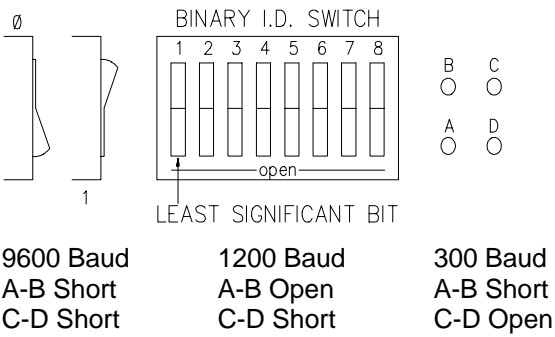 Ø BINARY I.D. SWITCH
1 2 3 4 5 6 7 8
B C
A D
open
1
LEAST SIGNIFICANT BIT
9600 Baud 1200 Baud 300 Baud
A-B Short A-B Open A-B Short
C-D Short C-D Short C-D Open